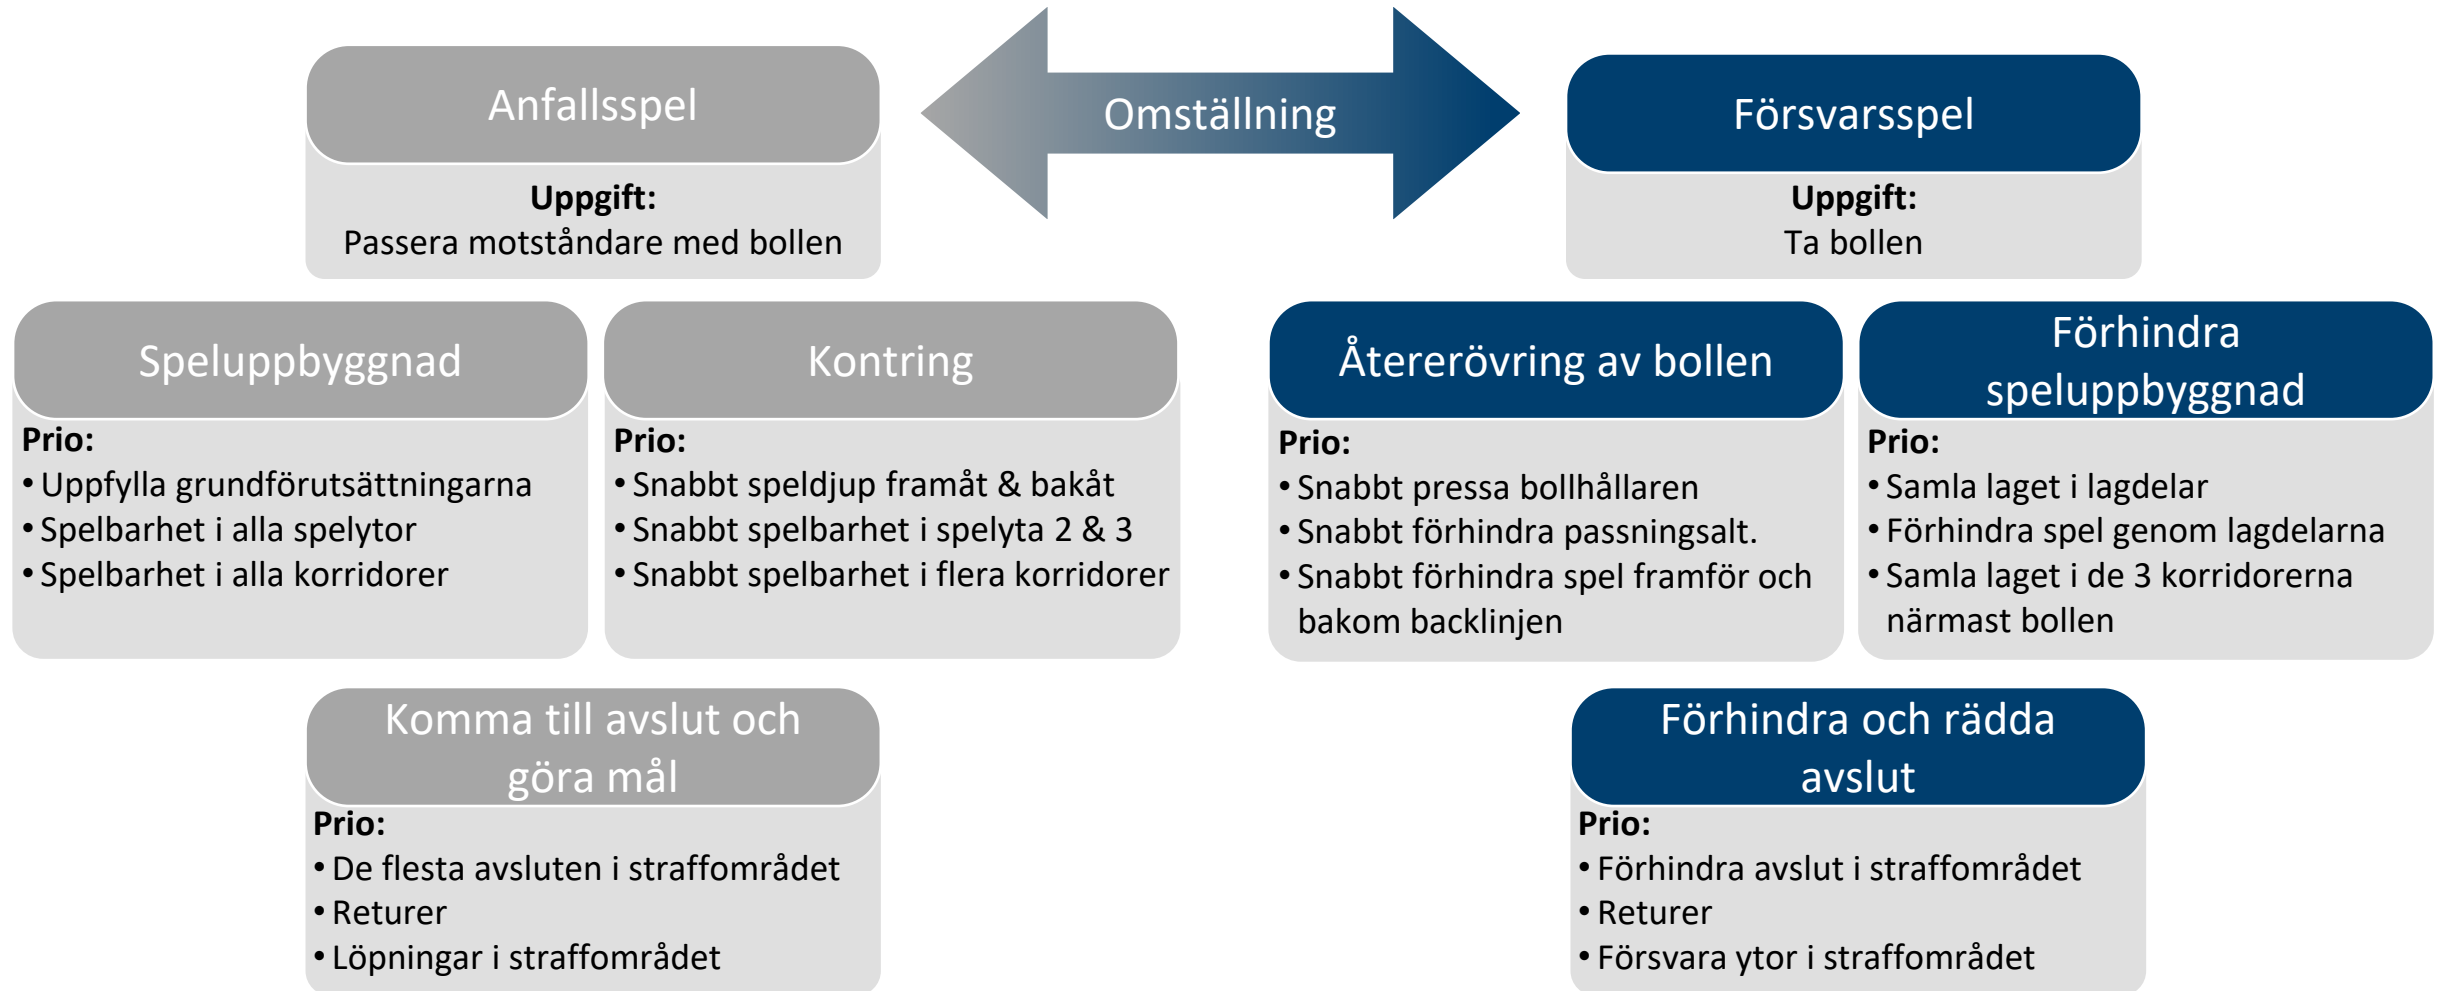 Anfallsspel
Uppgift:
Passera motståndare med bollen
Omställning
Försvarsspel
Uppgift:
Ta bollen
Speluppbyggnad
Prio:
• Uppfylla grundförutsättningarna
• Spelbarhet i alla spelytor
• Spelbarhet i alla korridorer
Kontring
Prio:
• Snabbt speldjup framåt & bakåt
• Snabbt spelbarhet i spelyta 2 & 3
• Snabbt spelbarhet i flera korridorer
Återerövring av bollen
Prio:
• Snabbt pressa bollhållaren
• Snabbt förhindra passningsalt.
• Snabbt förhindra spel framför och
bakom backlinjen
Förhindra
speluppbyggnad
Prio:
• Samla laget i lagdelar
• Förhindra spel genom lagdelarna
• Samla laget i de 3 korridorerna
närmast bollen
Komma till avslut och
göra mål
Prio:
• De flesta avsluten i straffområdet
• Returer
• Löpningar i straffområdet
Förhindra och rädda
avslut
Prio:
• Förhindra avslut i straffområdet
• Returer
• Försvara ytor i straffområdet